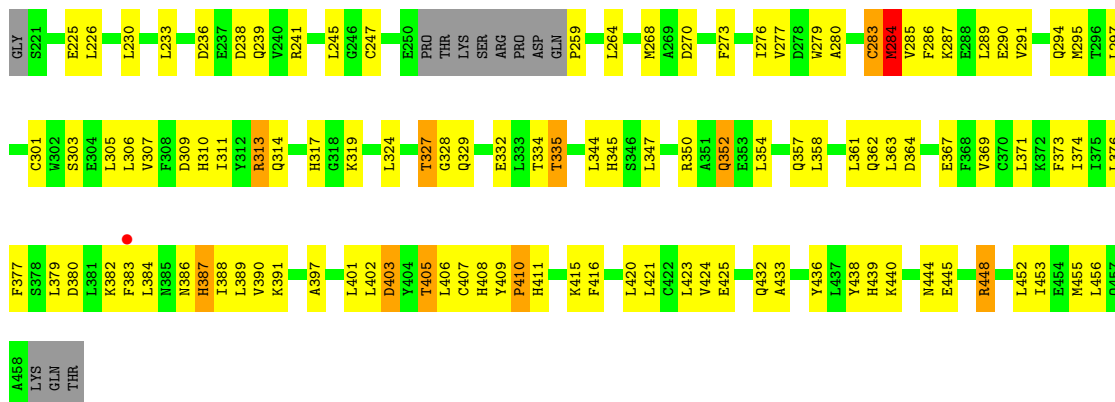 GLY S221 E225 L226 L230 L233 D236 E237 D238 Q239 V240 R241 L245 G246 C247 E250 PRO THR LYS SER ARG PRO ASP GLN P259 L264 M268 A269 D270 F273 I276 V277 D278 W279 A280 C283 M284 V285 F286 K287 E288 L289 E290 V291 Q294 M295 T296
C301 W302 S303 E304 L305 L306 V307 F308 D309 H310 I311 Y312 R313 Q314 H317 G318 K319 L324 T327 G328 Q329 E332 L333 T334 T335 L344 H345 S346 L347 R350 A351 Q352 E353 L354 Q357 L358 L361 Q362 L363 D364 E367 F368 V369 C370 L371 K372 F373 I374 I375 L376
F377 S378 L379 D380 L381 K382 F383 L384 N385 N386 H387 I388 L389 V390 K391 A397 L401 L402 D403 Y404 T405 L406 C407 H408 Y409 P410 H411 K415 F416 L420 L421 C422 L423 V424 E425 Q432 A433 Y436 L437 Y438 H439 K440 N444 E445 R448 L452 I453 E454 M455 L456
A458 LYS GLN THR